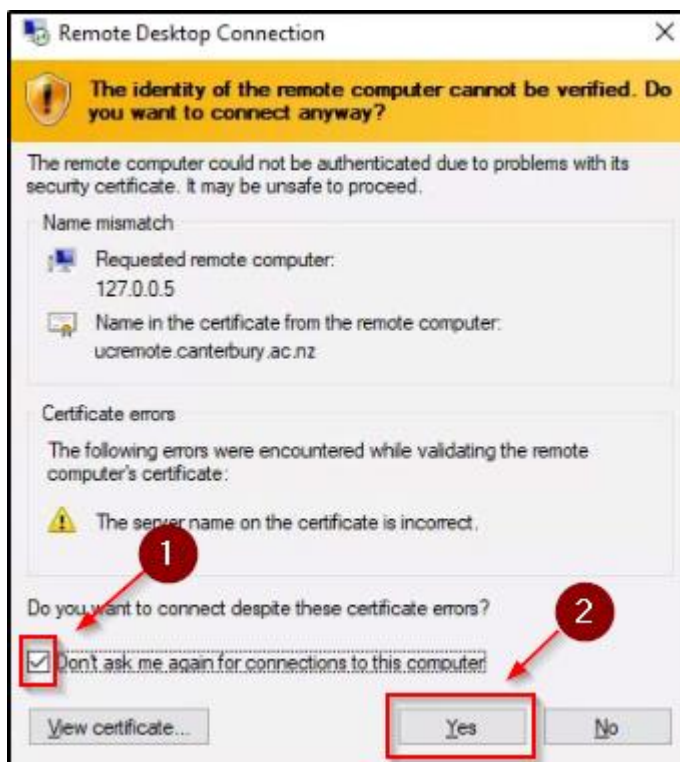 Remote Desktop Connection
The identity of the remote computer cannot be verified. Do
you want to connect anyway?
The remote computer could not be authenticated due to problems with its
security certificate. It may be unsafe to proceed.
Name mismatch
Requested remote computer:
127.0.0.5
Name in the certificate from the remote computer:
ucremote.canterbury.ac.nz
Certificate errors
The following errors were encountered while validating the remote
computer's certificate:
The server name on the certificate is incorrect.
1
Do you want to connect despite these certificate errors?
2
Don't ask me again for connections to this computer
View certificate...
Yes
No